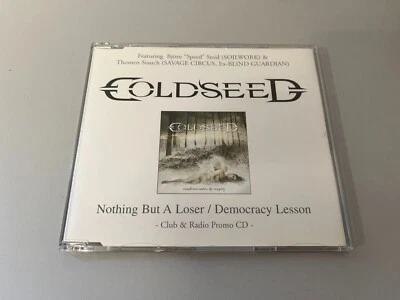 Featuring Björn "Speed" Strid (SOILWORK) &
Thomen Stauch (SAVAGE CIRCUS, Ex-BLIND GUARDIAN)
COLDSEED
COLDSEED
Nothing But A Loser / Democracy Lesson
- Club & Radio Promo CD -